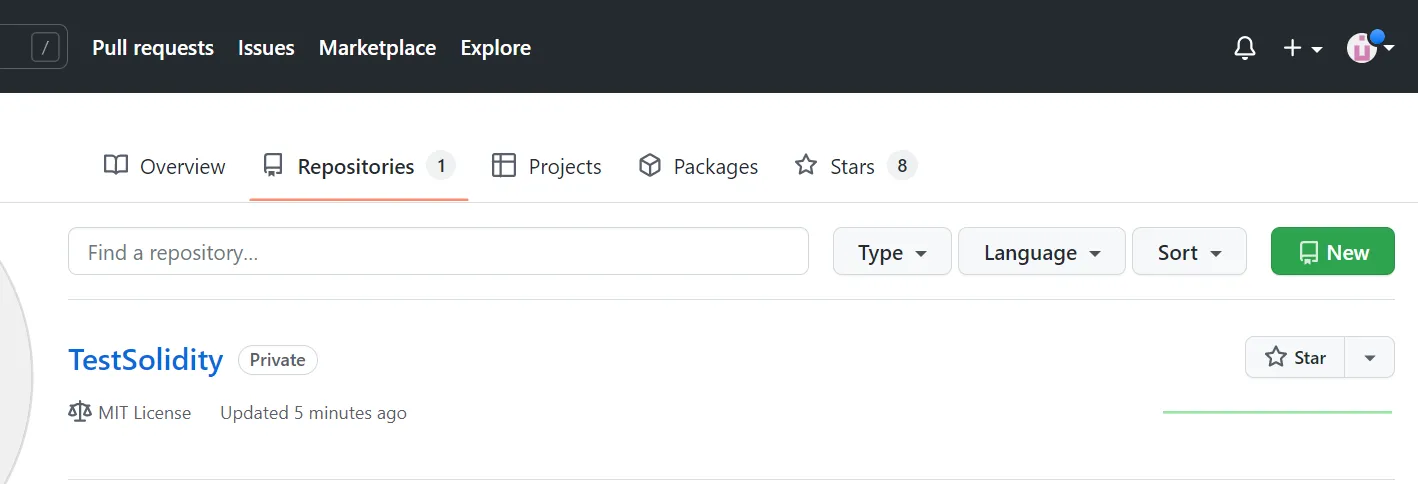 / Pull requests Issues Marketplace Explore
Overview Repositories 1 Projects Packages Stars 8
Find a repository... Type Language Sort New
TestSolidity Private Star
MIT License Updated 5 minutes ago